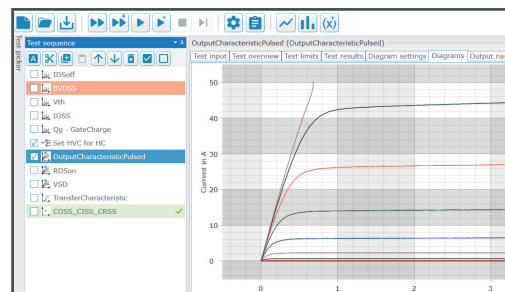 Test picker
Test sequence
IDSoff
BVDSS
Vth
IGSS
Qg - GateCharge
Set HVC for HC
OutputCharacteristicPulsed
RDSon
VSD
TransferCharacteristic
COSS_CISS_CRSS
OutputCharacteristicPulsed (OutputCharacteristicPulsed)
Test input Test overview Test limits Test results Diagram settings Diagrams Output nar
Current in A
50
40
30
20
10
0
0 1 2 3